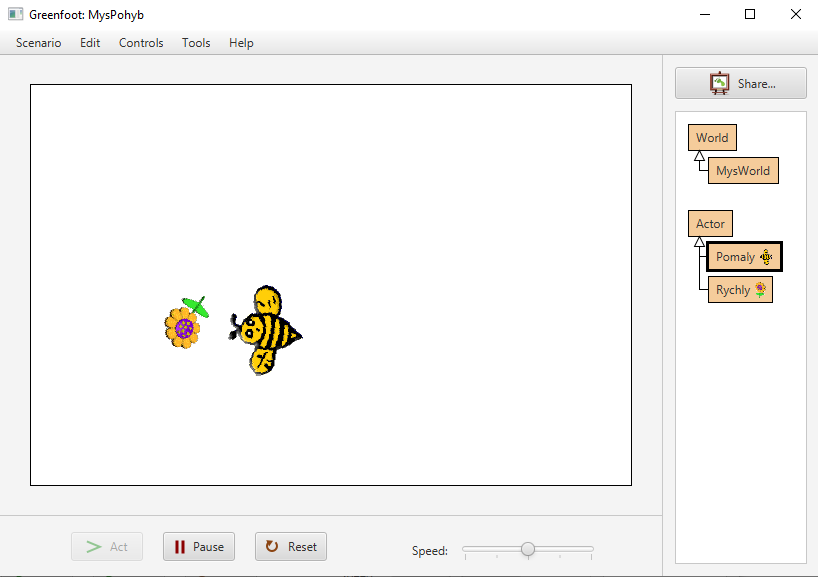 Greenfoot: MysPohyb
Scenario Edit Controls Tools Help
Share...
World
MysWorld
Actor
Pomaly
Rychly
Act Pause Reset Speed: